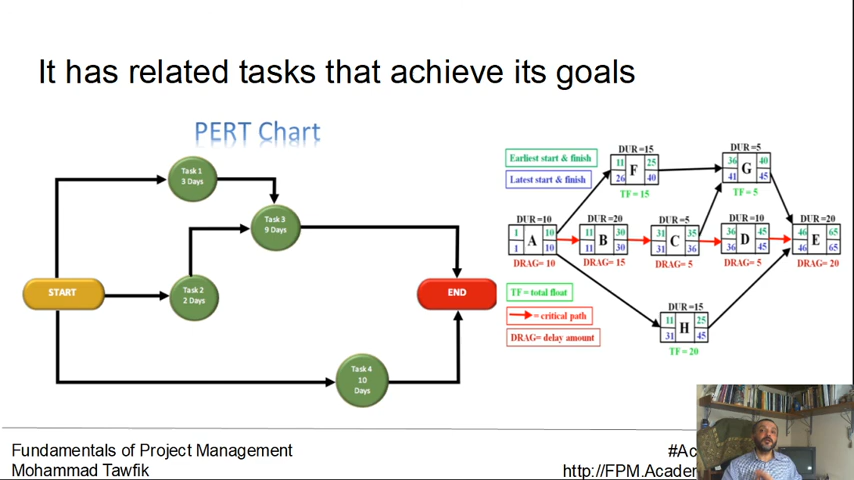 It has related tasks that achieve its goals
PERT Chart
Task 1
3 Days
Task 3
9 Days
START
Task 2
2 Days
END
Task 4
10
Days
Earliest start & finish
Latest start & finish
DUR=15
11 25
F
26 40
TF= 15
DUR=5
36 40
G
41 45
TF= 5
DUR=10
1 10
A
1 10
DRAG= 10
DUR=20
11 30
B
11 30
DRAG= 15
DUR=5
31 35
C
31 36
DRAG= 5
DUR=10
36 45
D
36 45
DRAG= 5
DUR=20
46 65
E
46 65
DRAG= 20
TF = total float
= critical path
DRAG= delay amount
DUR=15
11 25
H
31 45
TF= 20
Fundamentals of Project Management
Mohammad Tawfik
#Ac
http://FPM.Academ